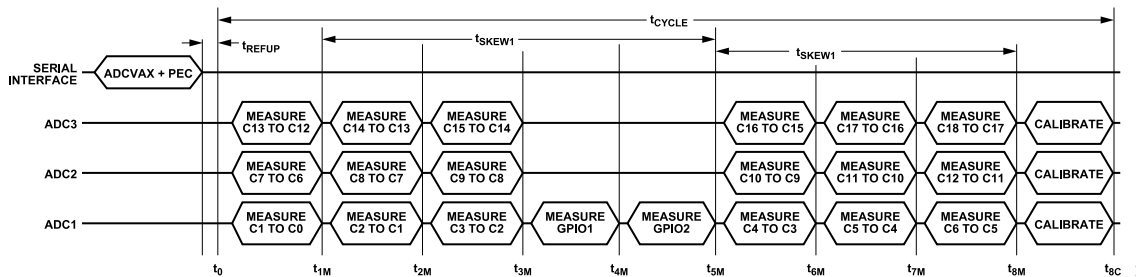 tCYCLE
tREFUP
tSKEW1
tSKEW1
SERIAL
INTERFACE
ADCVAX + PEC
ADC3
MEASURE
C13 TO C12
MEASURE
C14 TO C13
MEASURE
C15 TO C14
MEASURE
C16 TO C15
MEASURE
C17 TO C16
MEASURE
C18 TO C17
CALIBRATE
ADC2
MEASURE
C7 TO C6
MEASURE
C8 TO C7
MEASURE
C9 TO C8
MEASURE
C10 TO C9
MEASURE
C11 TO C10
MEASURE
C12 TO C11
CALIBRATE
ADC1
MEASURE
C1 TO C0
MEASURE
C2 TO C1
MEASURE
C3 TO C2
MEASURE
GPIO1
MEASURE
GPIO2
MEASURE
C4 TO C3
MEASURE
C5 TO C4
MEASURE
C6 TO C5
CALIBRATE
t0 t1M t2M t3M t4M t5M t6M t7M t8M t8C